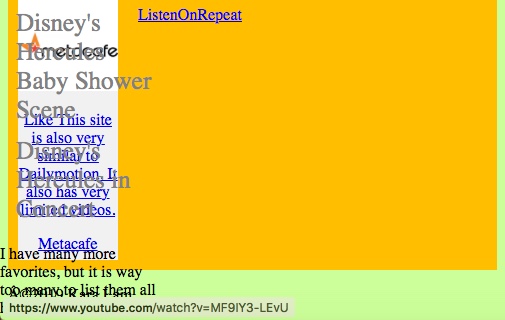 ListenOnRepeat
Disney's
Hercules
Baby Shower
Scene
metacafe
Like This site
is also very
similar to
Dailymotion. It
also has very
limited videos.
Metacafe
Disney's
Hercules in
Concert
I have many more
favorites, but it is way
too many to list them all
https://www.youtube.com/watch?v=MF9IY3-LEvU